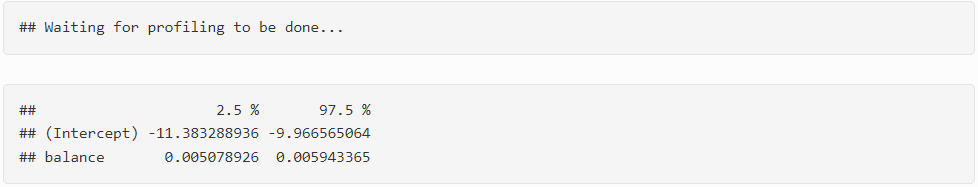 ## Waiting for profiling to be done...
##                     2.5 %       97.5 %
## (Intercept) -11.383288936 -9.966565064
## balance       0.005078926  0.005943365